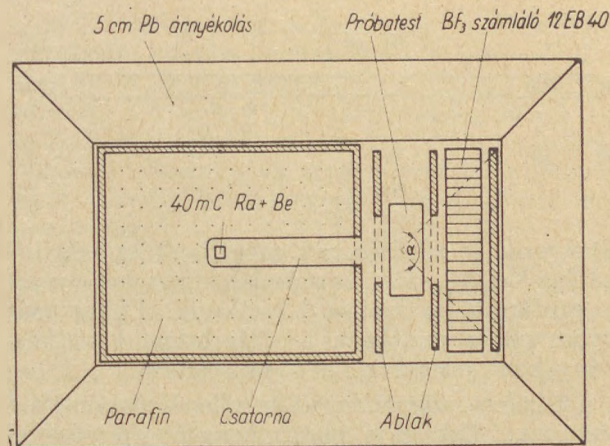 5 cm Pb árnyékolás
Próbatest
BF₃ számláló 12 EB 40
40 mC Ra + Be
R
Parafin
Csatorna
Ablak